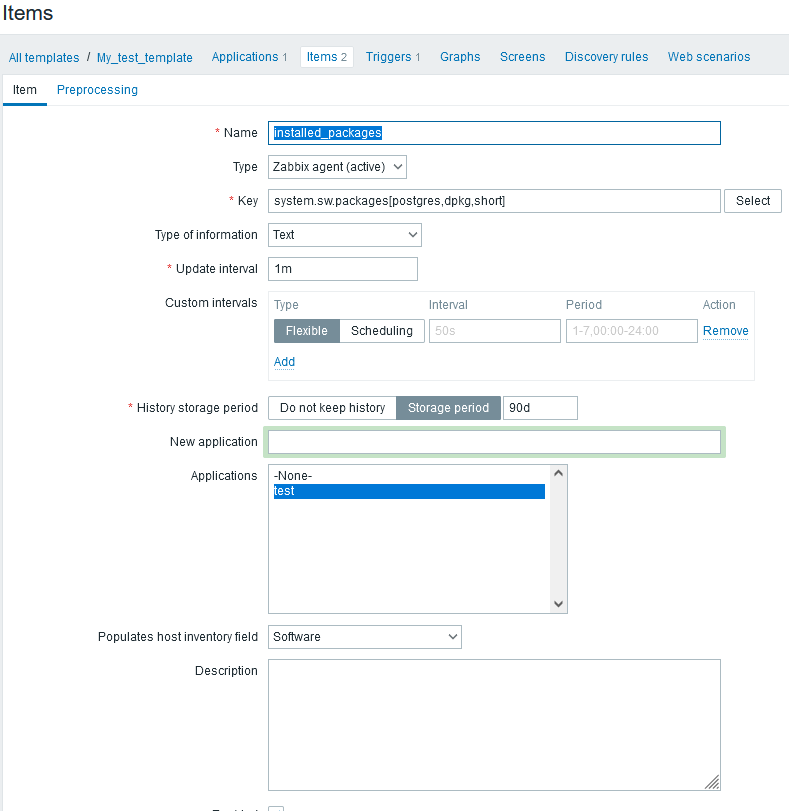 Items
All templates / My_test_template Applications 1 Items 2 Triggers 1 Graphs Screens Discovery rules Web scenarios
Item Preprocessing
* Name installed_packages
Type Zabbix agent (active)
* Key system.sw.packages[postgres,dpkg,short] Select
Type of information Text
* Update interval 1m
Custom intervals Type Interval Period Action
Flexible Scheduling 50s 1-7,00:00-24:00 Remove
Add
* History storage period Do not keep history Storage period 90d
New application
Applications -None-
test
Populates host inventory field Software
Description